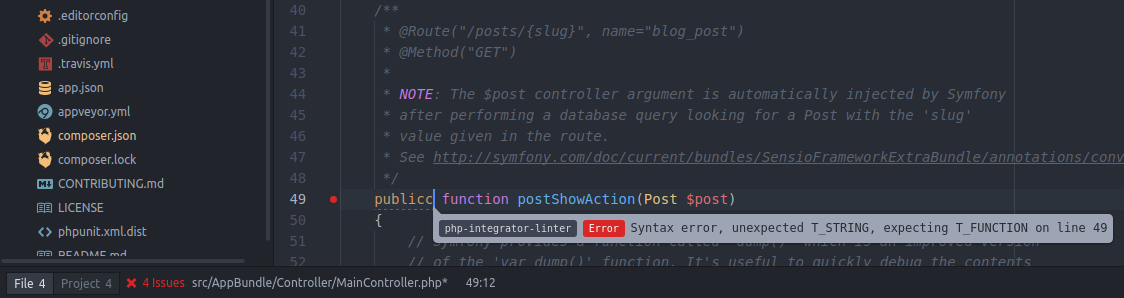 .editorconfig
.gitignore
.travis.yml
app.json
appveyor.yml
composer.json
composer.lock
CONTRIBUTING.md
LICENSE
phpunit.xml.dist
README.md
40 /**
41 * @Route("/posts/{slug}", name="blog_post")
42 * @Method("GET")
43 *
44 * NOTE: The $post controller argument is automatically injected by Symfony
45 * after performing a database query looking for a Post with the 'slug'
46 * value given in the route.
47 * See http://symfony.com/doc/current/bundles/SensioFrameworkExtraBundle/annotations/conv
48 */
49 publicc function postShowAction(Post $post)
php-integrator-linter Error Syntax error, unexpected T_STRING, expecting T_FUNCTION on line 49
50 {
51 // Symfony provides a function called 'dump()' which is an improved version
52 // of the 'var_dump()' function. It's useful to quickly debug the contents
File 4 Project 4 4 Issues src/AppBundle/Controller/MainController.php* 49:12